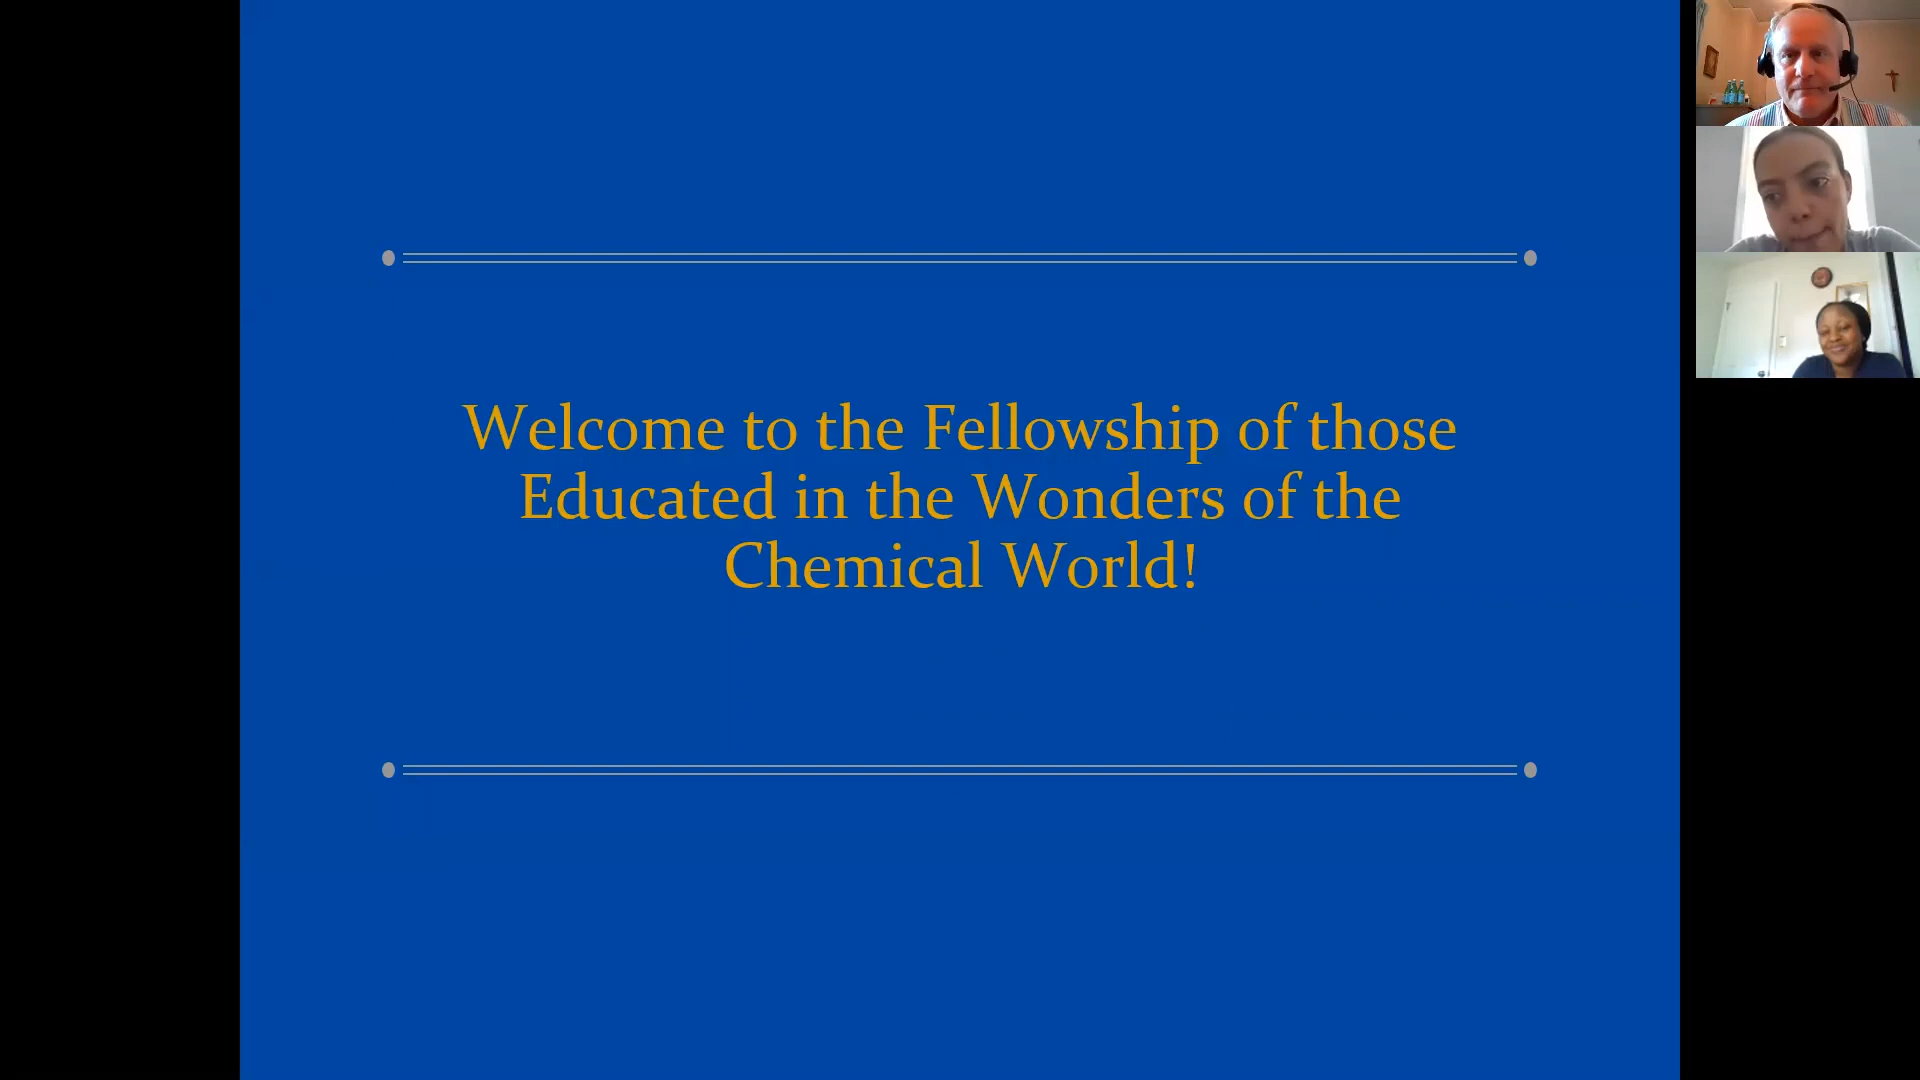 Welcome to the Fellowship of those
Educated in the Wonders of the
Chemical World!